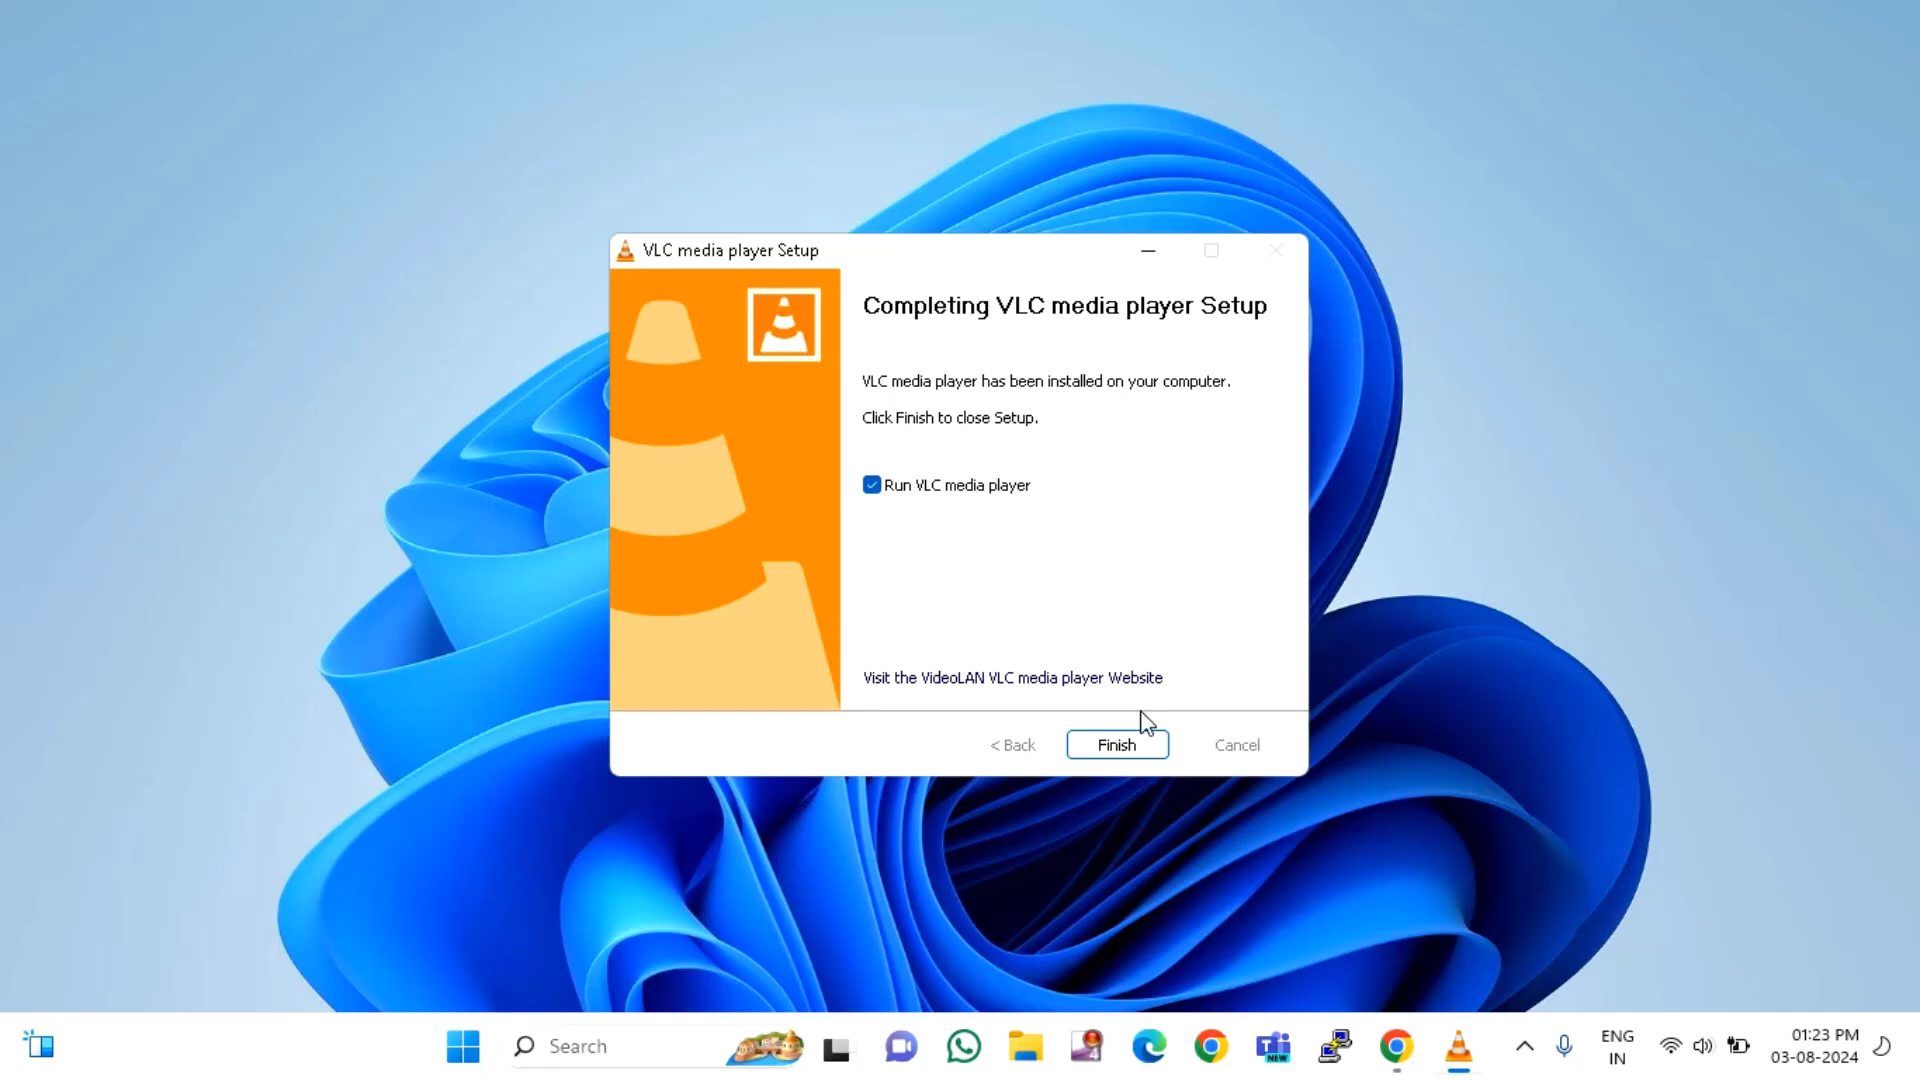 VLC media player Setup
Completing VLC media player Setup
VLC media player has been installed on your computer.
Click Finish to close Setup.
Run VLC media player
Visit the VideoLAN VLC media player Website
< Back
Finish
Cancel
Search
4
NEW
ENG
IN
01:23 PM
03-08-2024